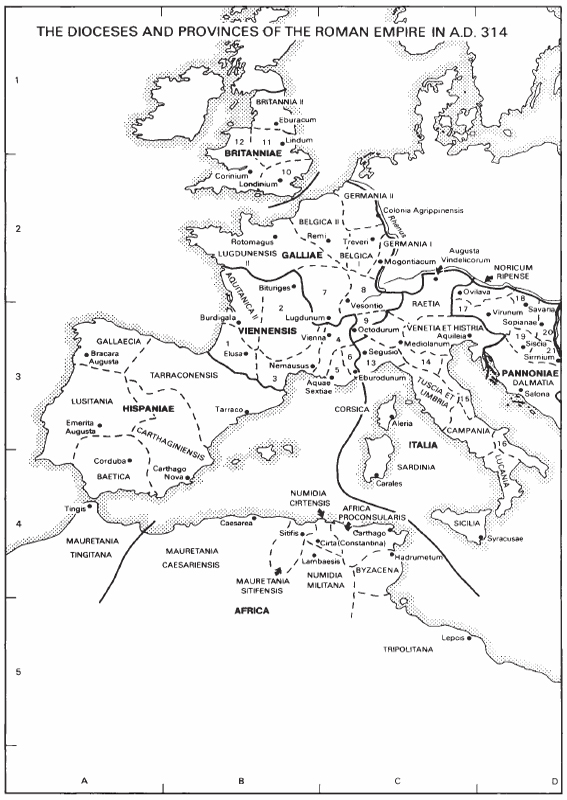 THE DIOCESES AND PROVINCES OF THE ROMAN EMPIRE IN A.D. 314
1
BRITANNIA II
Eburacum
12
11
Lindum
BRITANNIAE
Corinium
10
Londinium
2
GERMANIA II
Colonia Agrippinensis
BELGICA II
Rhenus
Rotomagus
Remi
Treveri
GERMANIA I
LUGDUNENSIS
II
GALLIAE
BELGICA
I
Mogontiacum
Augusta
Vindelicorum
NORICUM
RIPENSE
AQUITANICA II
Bituriges
7
8
Ovilava
2
Vesontio
RAETIA
17
18
Savaria
Burdigala
Lugdunum
9
Virunum
Sopianae
20
VIENNENSIS
Octodurum
VENETIA ET HISTRIA
Vienna
4
Aquileia
19
Siscia
21
1
Mediolanum
Sirmium
GALLAECIA
Elusa
6
Segusio
14
Bracara
Augusta
Nemausus
5
13
PANNONIAE
3
TARRACONENSIS
3
Aquae
Sextiae
Eburodunum
DALMATIA
TUSCIA ET
UMBRIA
15
Salona
LUSITANIA
HISPANIAE
Tarraco
CORSICA
Aleria
CAMPANIA
Emerita
Augusta
CARTHAGINIENSIS
ITALIA
16
Corduba
SARDINIA
LUCANIA
BAETICA
Carthago
Nova
Carales
NUMIDIA
CIRTENSIS
AFRICA
PROCONSULARIS
SICILIA
4
Tingis
Caesarea
Syracusae
Sitifis
Carthago
Cirta (Constantina)
MAURETANIA
TINGITANA
MAURETANIA
CAESARIENSIS
Lambaesis
Hadrumetum
MAURETANIA
SITIFENSIS
NUMIDIA
MILITANA
BYZACENA
AFRICA
Lepcis
TRIPOLITANA
5
A
B
C
D